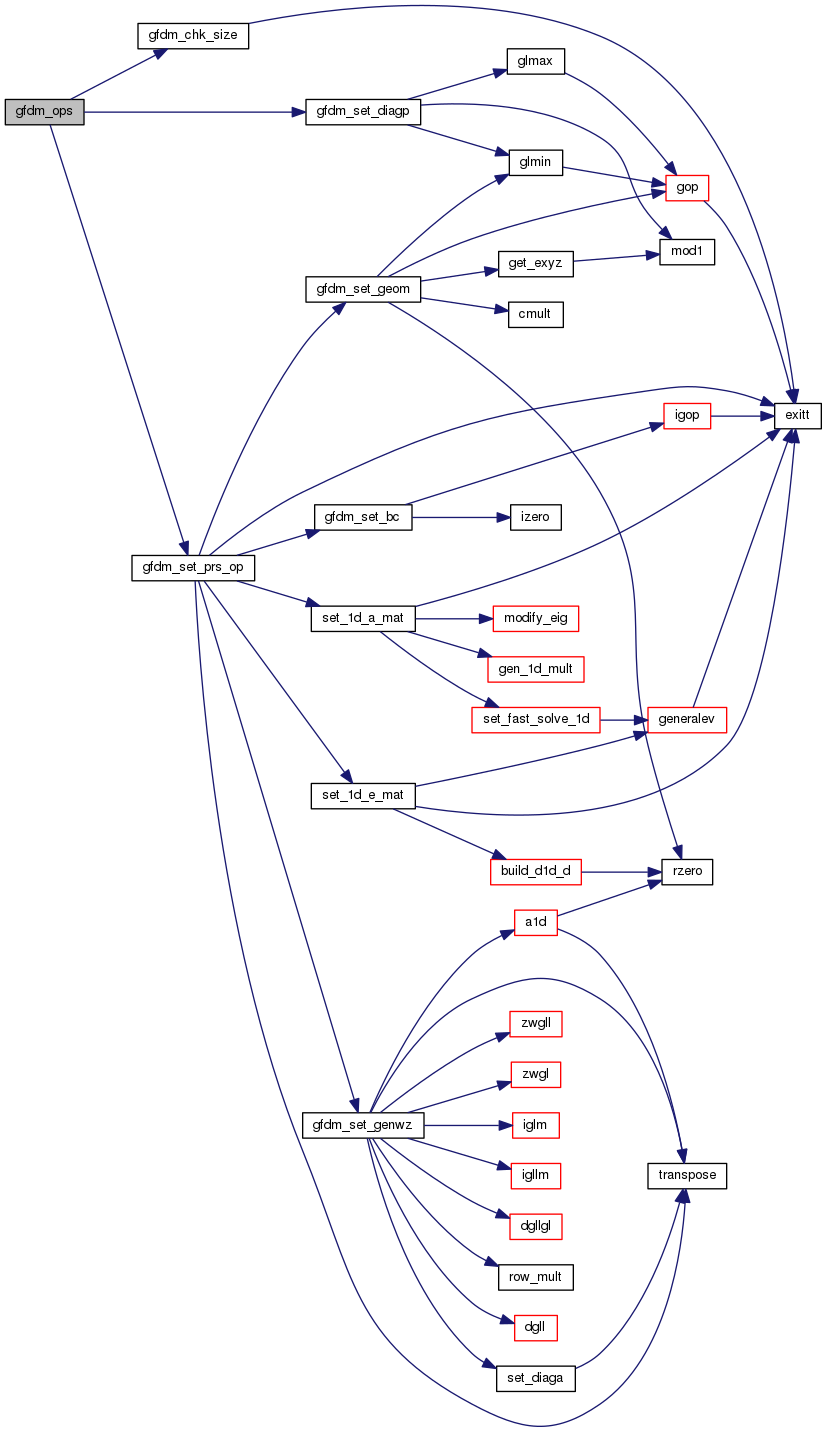 gfdm_chk_size
glmax
gfdm_ops
gfdm_set_diagp
glmin
gop
mod1
get_exyz
gfdm_set_geom
cmult
exitt
igop
gfdm_set_bc
izero
gfdm_set_prs_op
set_1d_a_mat
modify_eig
gen_1d_mult
set_fast_solve_1d
generalev
set_1d_e_mat
build_d1d_d
rzero
a1d
zwgll
zwgl
gfdm_set_genwz
iglm
igllm
transpose
dgllgl
row_mult
dgll
set_diaga